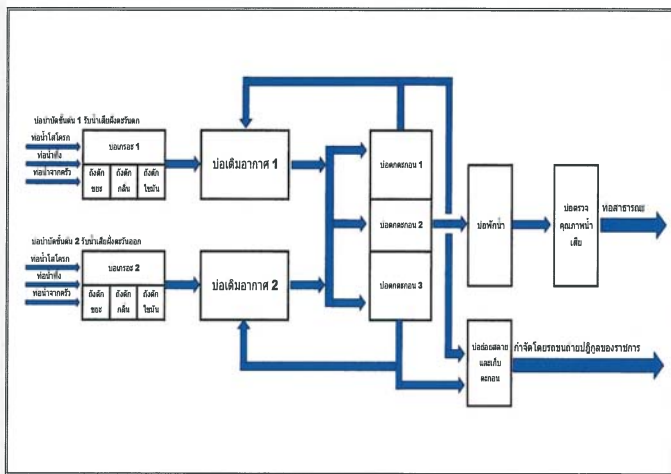 บ่อบำบัดขั้นต้น 1 รับน้ำเสียฝั่งตะวันตก
ท่อน้ำโสโครก
ท่อน้ำทิ้ง
ท่อน้ำจากครัว
บ่อเกรอะ 1
ถังดักขยะ
ถังดักกลิ่น
ถังดักไขมัน
บ่อเติมอากาศ 1
บ่อตกตะกอน 1
บ่อตกตะกอน 2
บ่อตกตะกอน 3
บ่อพักน้ำ
บ่อตรวจ
คุณภาพน้ำ
เสีย
ท่อสาธารณะ
บ่อบำบัดขั้นต้น 2 รับน้ำเสียฝั่งตะวันออก
ท่อน้ำโสโครก
ท่อน้ำทิ้ง
ท่อน้ำจากครัว
บ่อเกรอะ 2
ถังดักขยะ
ถังดักกลิ่น
ถังดักไขมัน
บ่อเติมอากาศ 2
บ่อย่อยสลาย
และเก็บ
ตะกอน
กำจัดโดยรถขนถ่ายปฏิกูลของราชการ